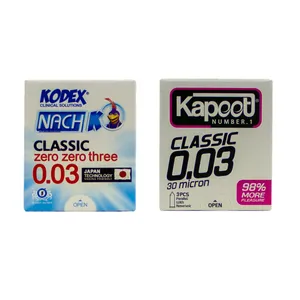 KODEX
CLINICAL SOLUTIONS
NACH
CLASSIC
zero zero three
0.03
JAPAN
TECHNOLOGY
OPEN
Kapoot
NUMBER.1
CLASSIC
0.03
30 micron
98%
MORE
PLEASURE
3PCS
OPEN